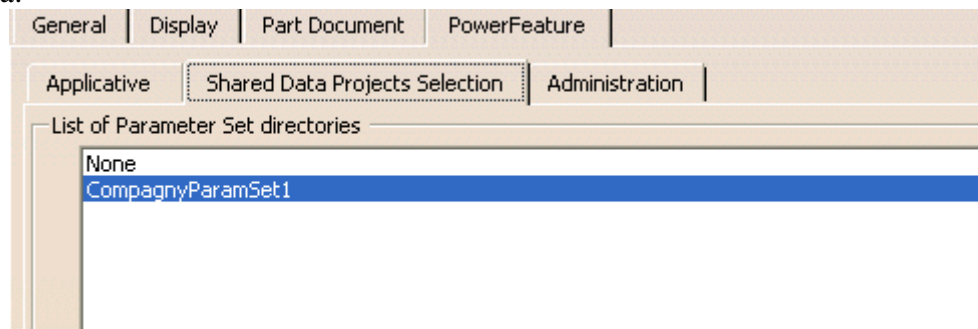 General Display Part Document PowerFeature
Applicative Shared Data Projects Selection Administration
List of Parameter Set directories
None
CompagnyParamSet1